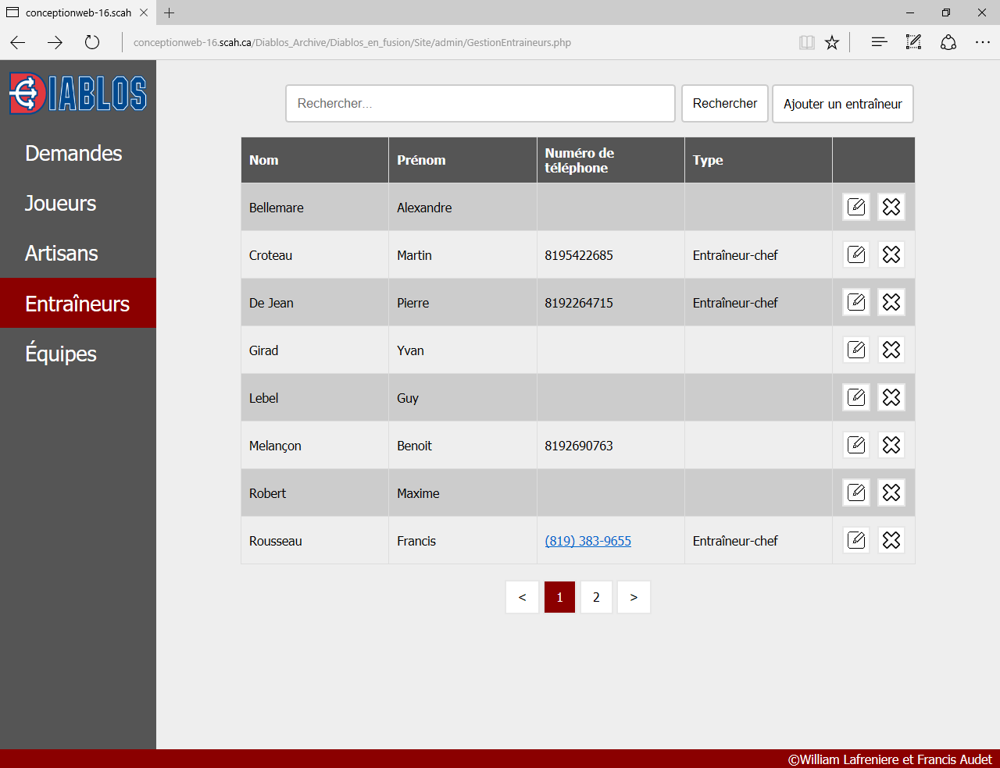 conceptionweb-16.scah
conceptionweb-16.scah.ca/Diablos_Archive/Diablos_en_fusion/Site/admin/GestionEntraineurs.php
DIABLOS
Demandes
Joueurs
Artisans
Entraîneurs
Équipes
Rechercher... Rechercher Ajouter un entraîneur
Nom Prénom Numéro de téléphone Type
Bellemare Alexandre
Croteau Martin 8195422685 Entraîneur-chef
De Jean Pierre 8192264715 Entraîneur-chef
Girad Yvan
Lebel Guy
Melançon Benoit 8192690763
Robert Maxime
Rousseau Francis (819) 383-9655 Entraîneur-chef
< 1 2 >
©William Lafreniere et Francis Audet